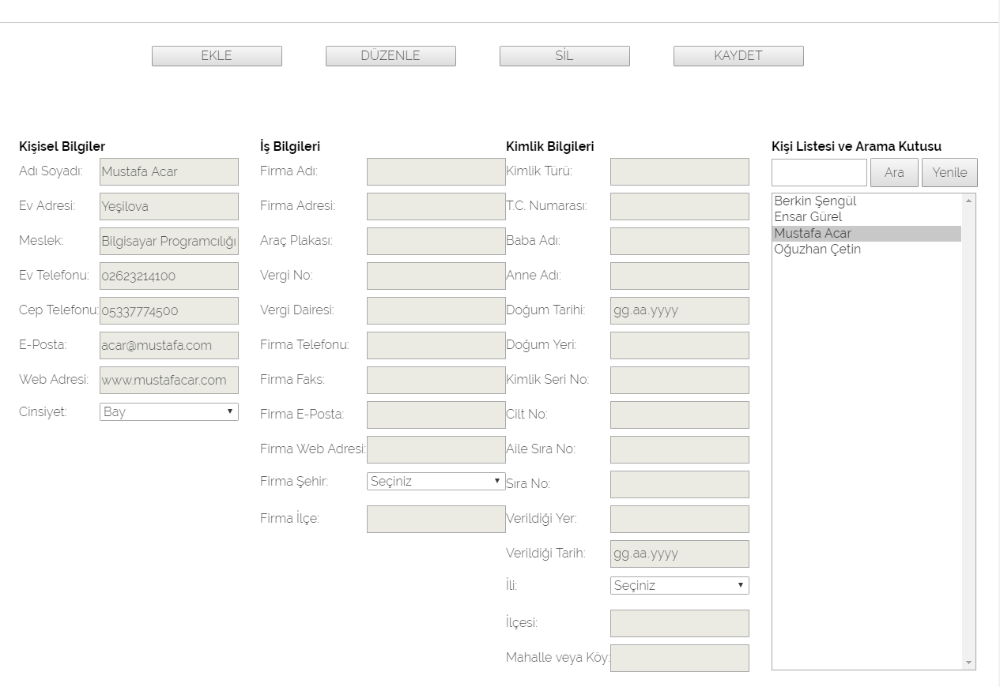 EKLE
DÜZENLE
SİL
KAYDET
Kişisel Bilgiler
Adı Soyadı: Mustafa Acar
Ev Adresi: Yeşilova
Meslek: Bilgisayar Programcılığı
Ev Telefonu: 02623214100
Cep Telefonu: 05337774500
E-Posta: acar@mustafa.com
Web Adresi: www.mustafacar.com
Cinsiyet: Bay
İş Bilgileri
Firma Adı:
Firma Adresi:
Araç Plakası:
Vergi No:
Vergi Dairesi:
Firma Telefonu:
Firma Faks:
Firma E-Posta:
Firma Web Adresi:
Firma Şehir: Seçiniz
Firma İlçe:
Kimlik Bilgileri
Kimlik Türü:
T.C. Numarası:
Baba Adı:
Anne Adı:
Doğum Tarihi: gg.aa.yyyy
Doğum Yeri:
Kimlik Seri No:
Cilt No:
Aile Sıra No:
Sıra No:
Verildiği Yer:
Verildiği Tarih: gg.aa.yyyy
İli: Seçiniz
İlçesi:
Mahalle veya Köy:
Kişi Listesi ve Arama Kutusu
Ara Yenile
Berkin Şengül
Ensar Gürel
Mustafa Acar
Oğuzhan Çetin